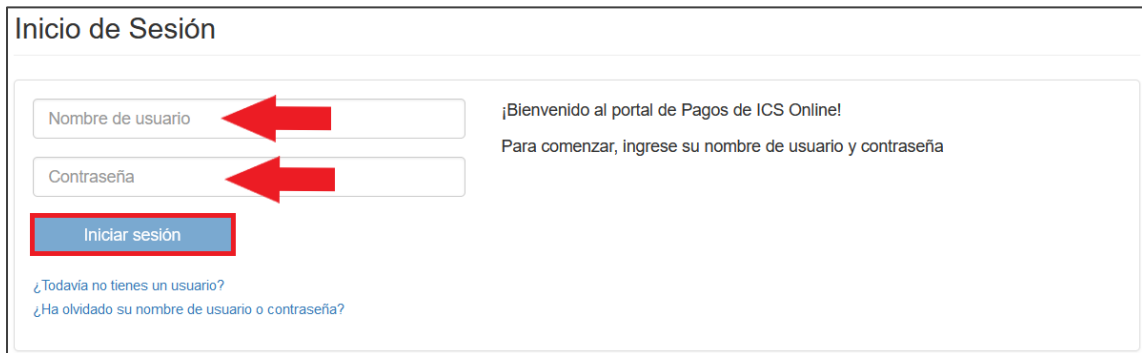 Inicio de Sesión
Nombre de usuario
Contraseña
Iniciar sesión
¿Todavía no tienes un usuario?
¿Ha olvidado su nombre de usuario o contraseña?
¡Bienvenido al portal de Pagos de ICS Online!
Para comenzar, ingrese su nombre de usuario y contraseña